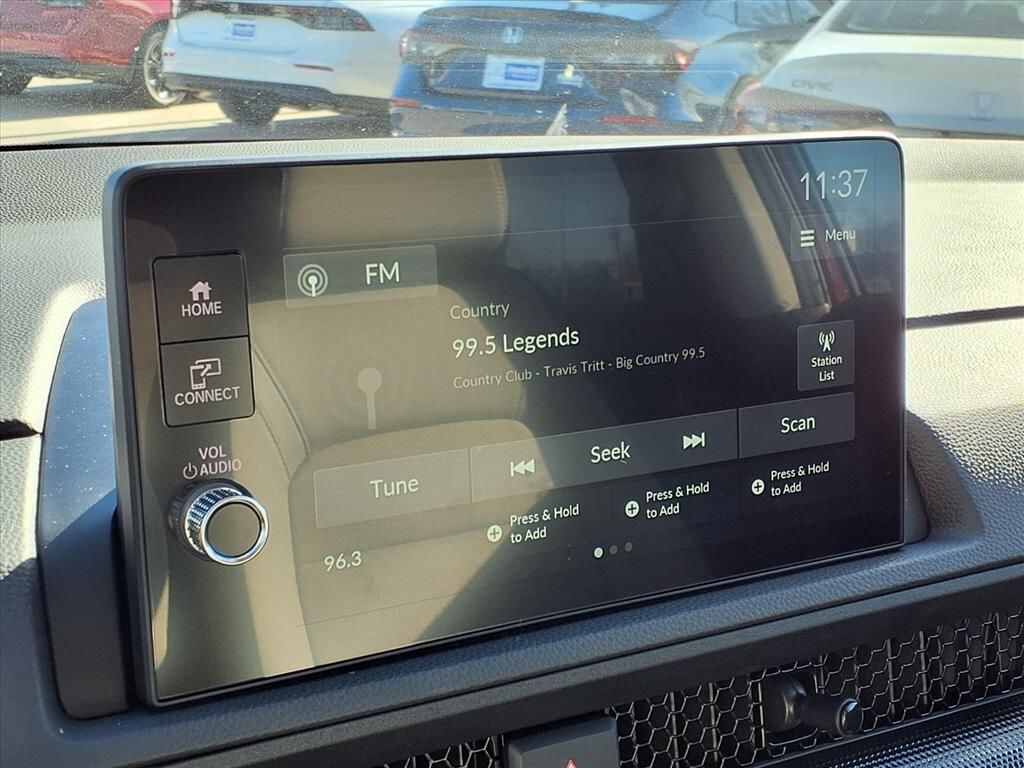 CIVIC
11:37
Menu
FM
HOME
Country
99.5 Legends
Country Club - Travis Tritt - Big Country 99.5
Station
List
CONNECT
VOL
AUDIO
Tune
Seek
Scan
96.3
Press & Hold
to Add
Press & Hold
to Add
Press & Hold
to Add